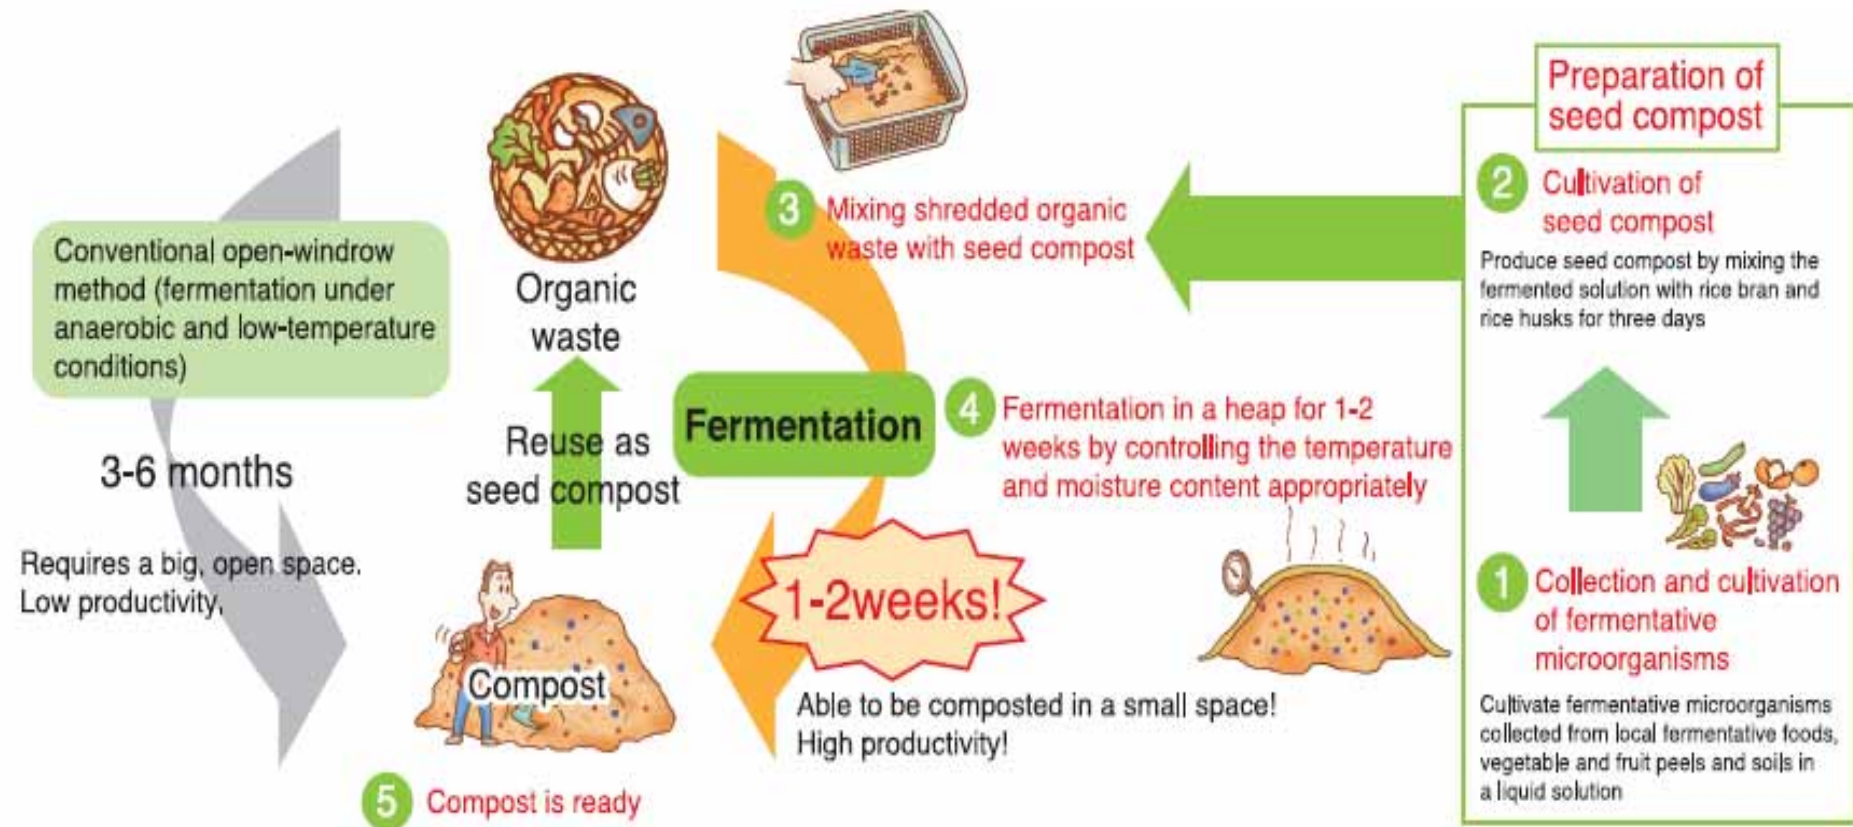 Preparation of
seed compost
2
Cultivation of
seed compost
Produce seed compost by mixing the
fermented solution with rice bran and
rice husks for three days
1
Collection and cultivation
of fermentative
microorganisms
Cultivate fermentative microorganisms
collected from local fermentative foods,
vegetable and fruit peels and soils in
a liquid solution
3
Mixing shredded organic
waste with seed compost
Organic
waste
Conventional open-windrow
method (fermentation under
anaerobic and low-temperature
conditions)
3-6 months
Requires a big, open space.
Low productivity.
Reuse as
seed compost
Fermentation
4
Fermentation in a heap for 1-2
weeks by controlling the temperature
and moisture content appropriately
1-2weeks!
Able to be composted in a small space!
High productivity!
Compost
5
Compost is ready